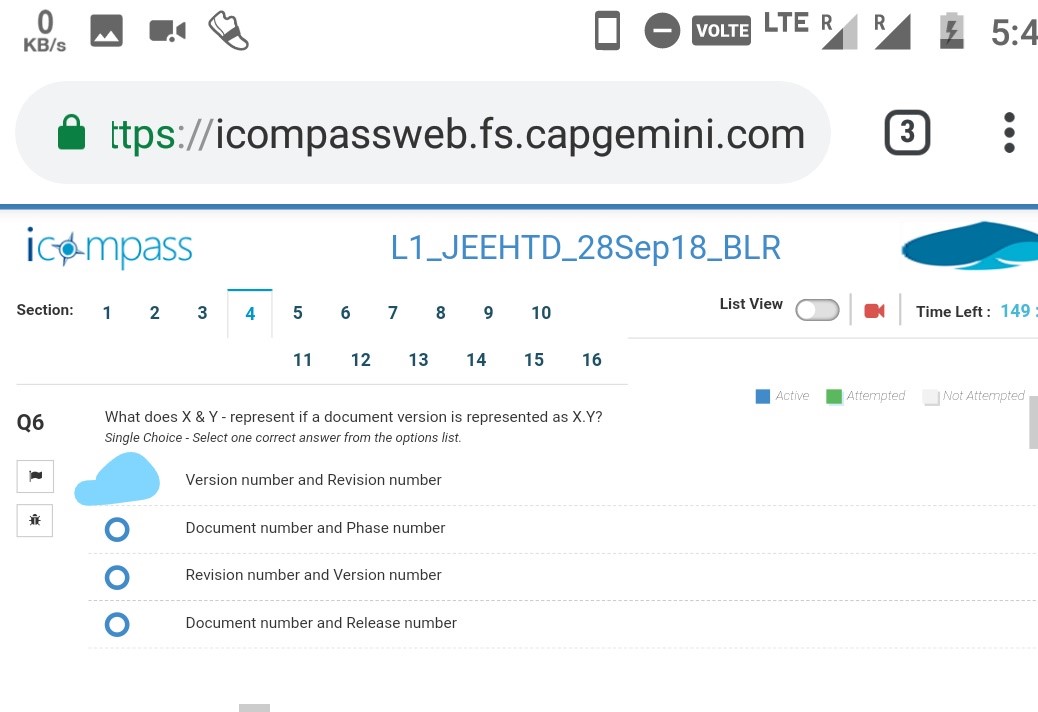 0
KB/s
VOLTE LTE R R 5:4
ttps://icompassweb.fs.capgemini.com 3
icompass L1_JEEHTD_28Sep18_BLR
Section: 1 2 3 4 5 6 7 8 9 10
List View Time Left : 149 :
11 12 13 14 15 16
Active Attempted Not Attempted
Q6 What does X & Y - represent if a document version is represented as X.Y?
Single Choice - Select one correct answer from the options list.
Version number and Revision number
Document number and Phase number
Revision number and Version number
Document number and Release number